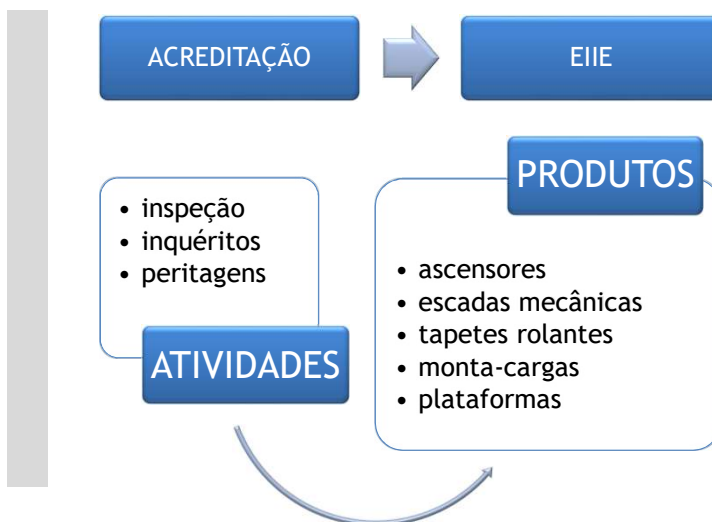 ACREDITAÇÃO
EIIE
• inspeção
• inquéritos
• peritagens
ATIVIDADES
PRODUTOS
• ascensores
• escadas mecânicas
• tapetes rolantes
• monta-cargas
• plataformas